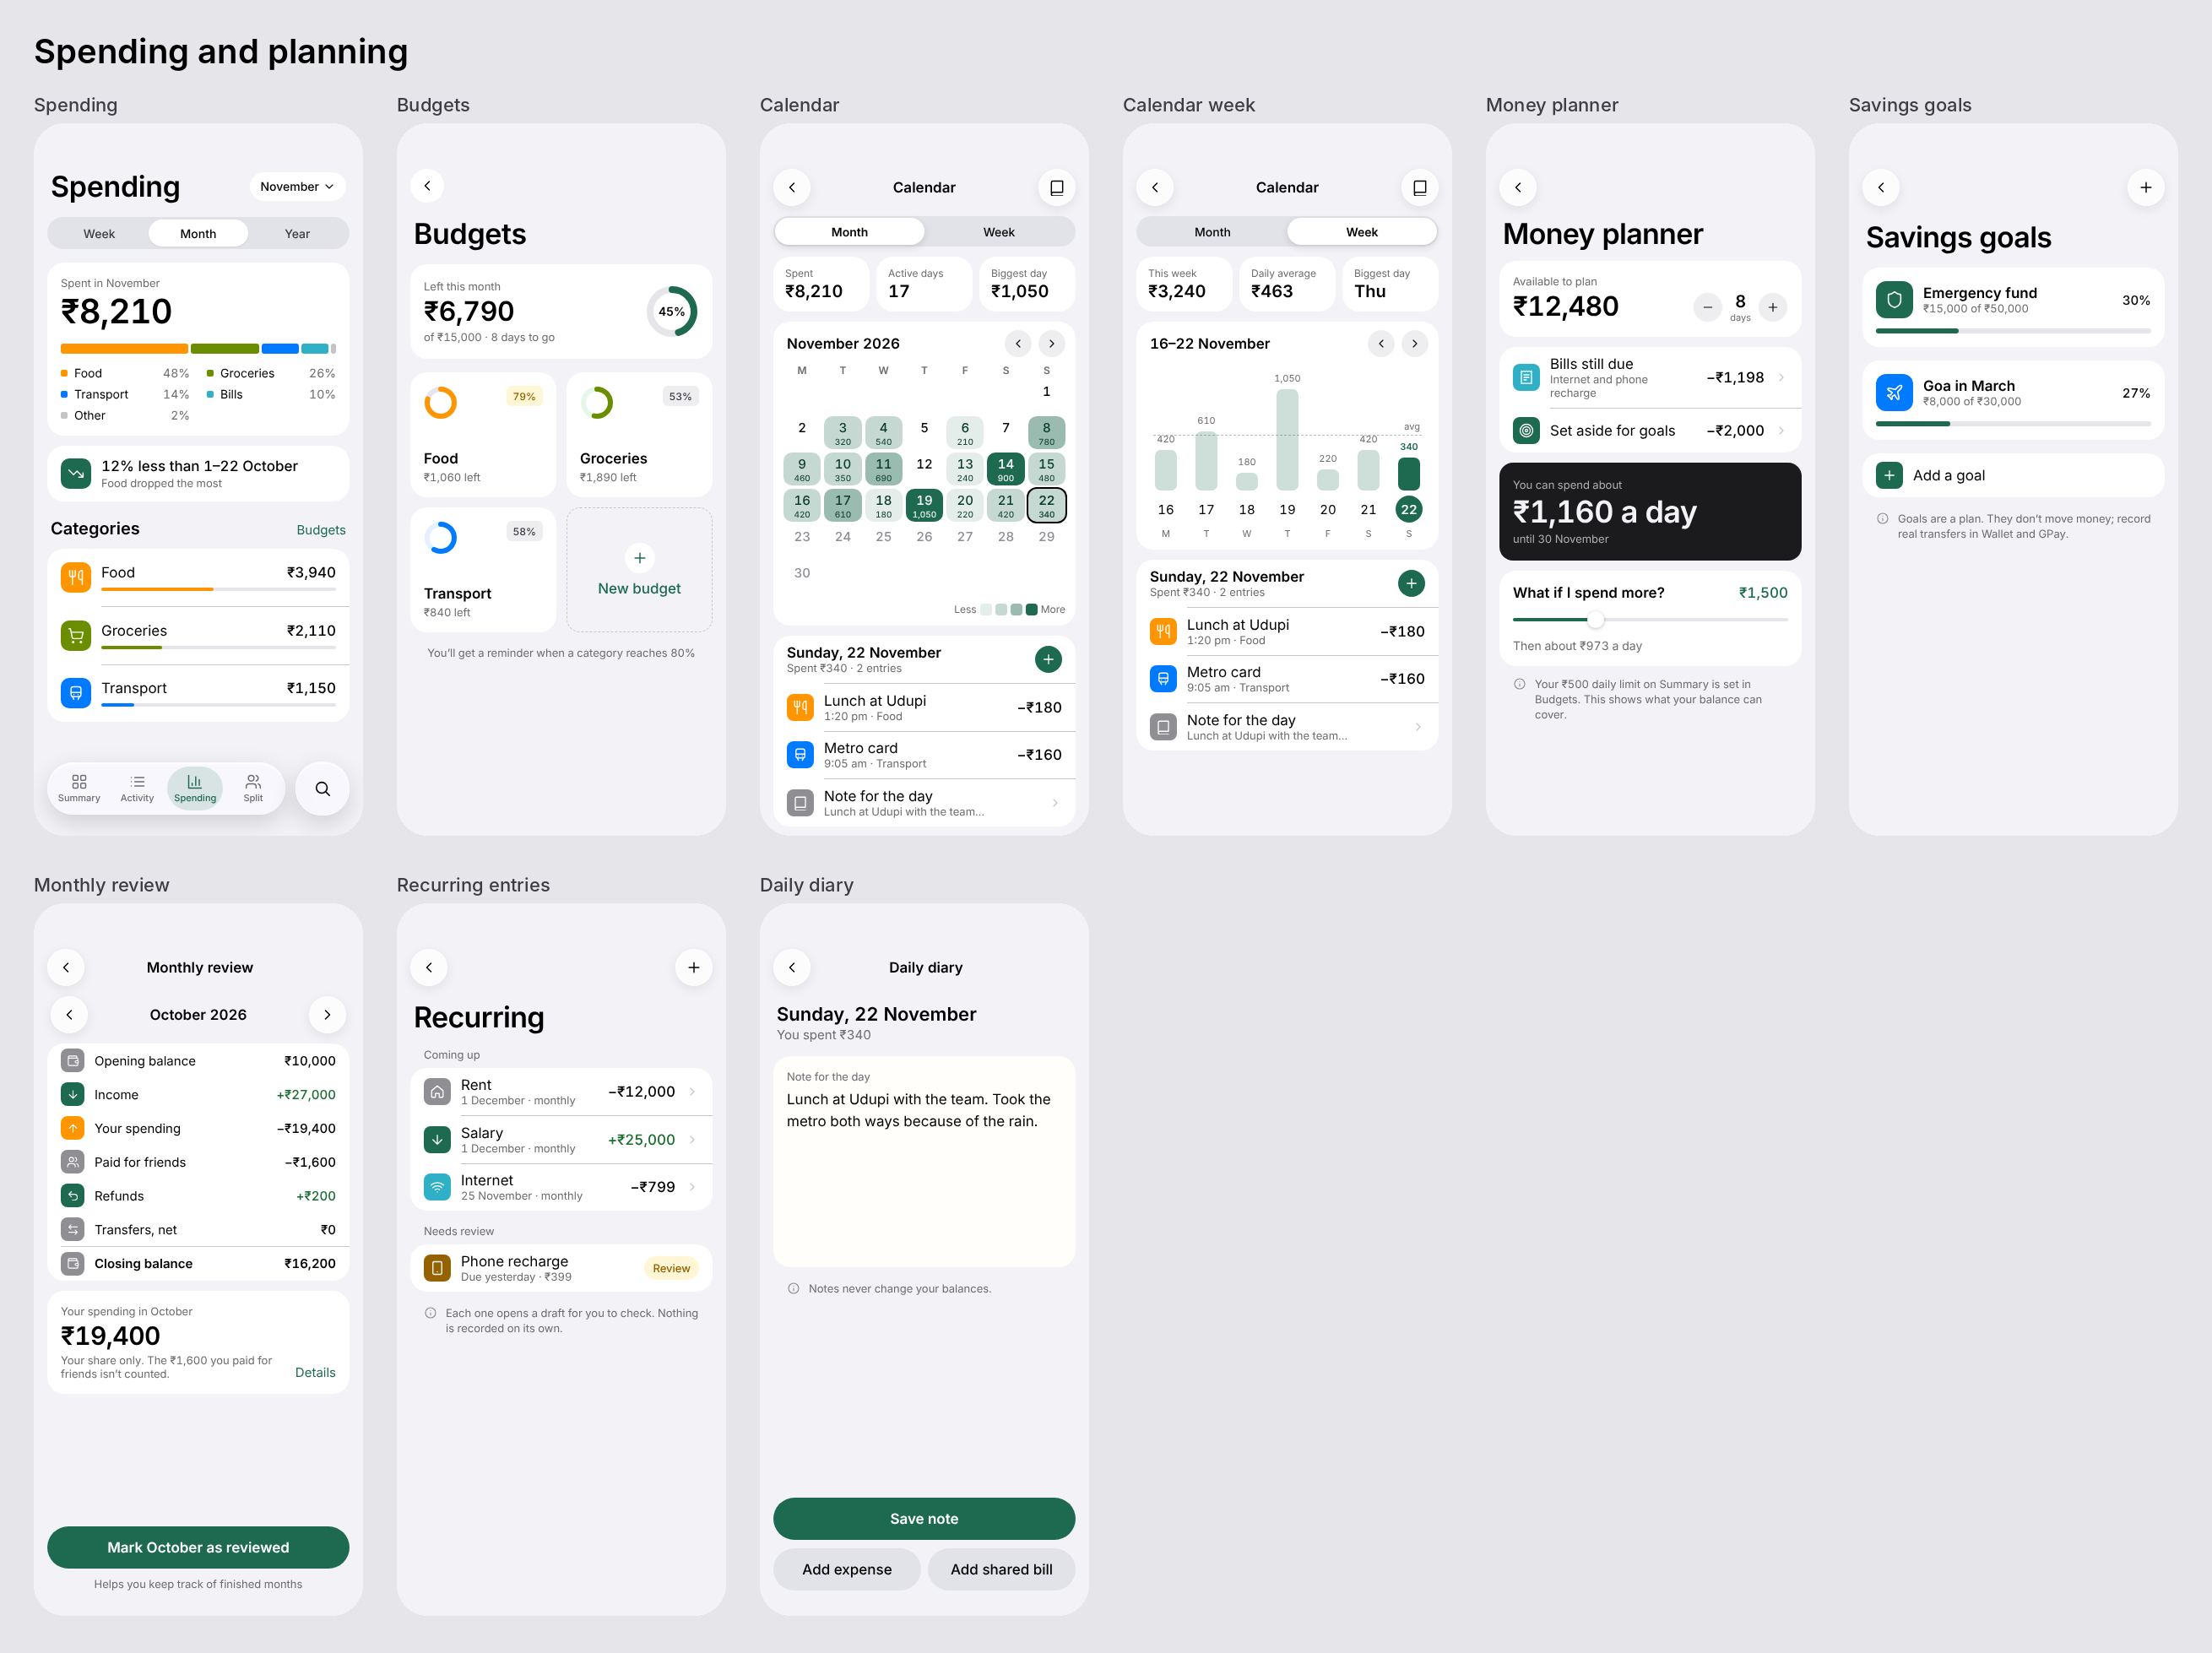 Spending and planning
Spending
Spending
November
Week Month Year
Spent in November
₹8,210
Food 48% Groceries 26%
Transport 14% Bills 10%
Other 2%
12% less than 1–22 October
Food dropped the most
Categories Budgets
Food ₹3,940
Groceries ₹2,110
Transport ₹1,150
Summary Activity Spending Split
Budgets
Budgets
Left this month
₹6,790
of ₹15,000 · 8 days to go
45%
79%
Food
₹1,060 left
53%
Groceries
₹1,890 left
58%
Transport
₹840 left
New budget
You'll get a reminder when a category reaches 80%
Calendar
Calendar
Month Week
Spent
₹8,210
Active days
17
Biggest day
₹1,050
November 2026
M T W T F S S
1
2 3 4 5 6 7 8
320 540 210 780
9 10 11 12 13 14 15
460 350 690 240 900 480
16 17 18 19 20 21 22
420 610 180 1,050 220 420 340
23 24 25 26 27 28 29
30
Less More
Sunday, 22 November
Spent ₹340 · 2 entries
Lunch at Udupi −₹180
1:20 pm · Food
Metro card −₹160
9:05 am · Transport
Note for the day
Lunch at Udupi with the team...
Calendar week
Calendar
Month Week
This week
₹3,240
Daily average
₹463
Biggest day
Thu
16–22 November
1,050
610
avg
420 420 340
180 220
16 17 18 19 20 21 22
M T W T F S S
Sunday, 22 November
Spent ₹340 · 2 entries
Lunch at Udupi −₹180
1:20 pm · Food
Metro card −₹160
9:05 am · Transport
Note for the day
Lunch at Udupi with the team...
Money planner
Money planner
Available to plan
₹12,480
8
days
Bills still due −₹1,198
Internet and phone
recharge
Set aside for goals −₹2,000
You can spend about
₹1,160 a day
until 30 November
What if I spend more? ₹1,500
Then about ₹973 a day
Your ₹500 daily limit on Summary is set in
Budgets. This shows what your balance can
cover.
Savings goals
Savings goals
Emergency fund 30%
₹15,000 of ₹50,000
Goa in March 27%
₹8,000 of ₹30,000
Add a goal
Goals are a plan. They don't move money; record
real transfers in Wallet and GPay.
Monthly review
Monthly review
October 2026
Opening balance ₹10,000
Income +₹27,000
Your spending −₹19,400
Paid for friends −₹1,600
Refunds +₹200
Transfers, net ₹0
Closing balance ₹16,200
Your spending in October
₹19,400
Your share only. The ₹1,600 you paid for
friends isn't counted.
Details
Mark October as reviewed
Helps you keep track of finished months
Recurring entries
Recurring
Coming up
Rent −₹12,000
1 December · monthly
Salary +₹25,000
1 December · monthly
Internet −₹799
25 November · monthly
Needs review
Phone recharge Review
Due yesterday · ₹399
Each one opens a draft for you to check. Nothing
is recorded on its own.
Daily diary
Daily diary
Sunday, 22 November
You spent ₹340
Note for the day
Lunch at Udupi with the team. Took the
metro both ways because of the rain.
Notes never change your balances.
Save note
Add expense Add shared bill